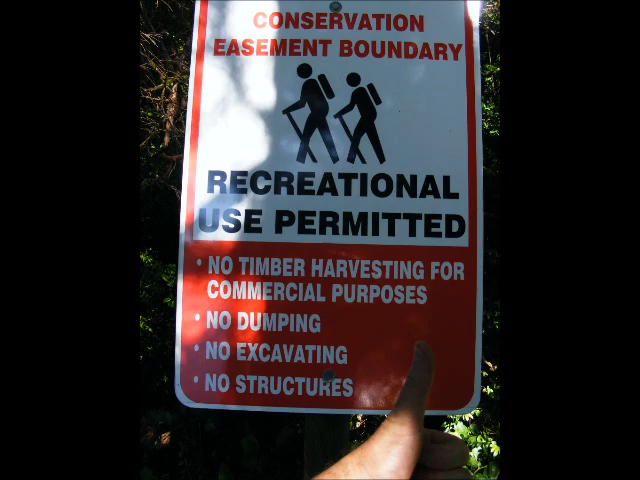 CONSERVATION
EASEMENT BOUNDARY
RECREATIONAL
USE PERMITTED
• NO TIMBER HARVESTING FOR
COMMERCIAL PURPOSES
• NO DUMPING
• NO EXCAVATING
• NO STRUCTURES